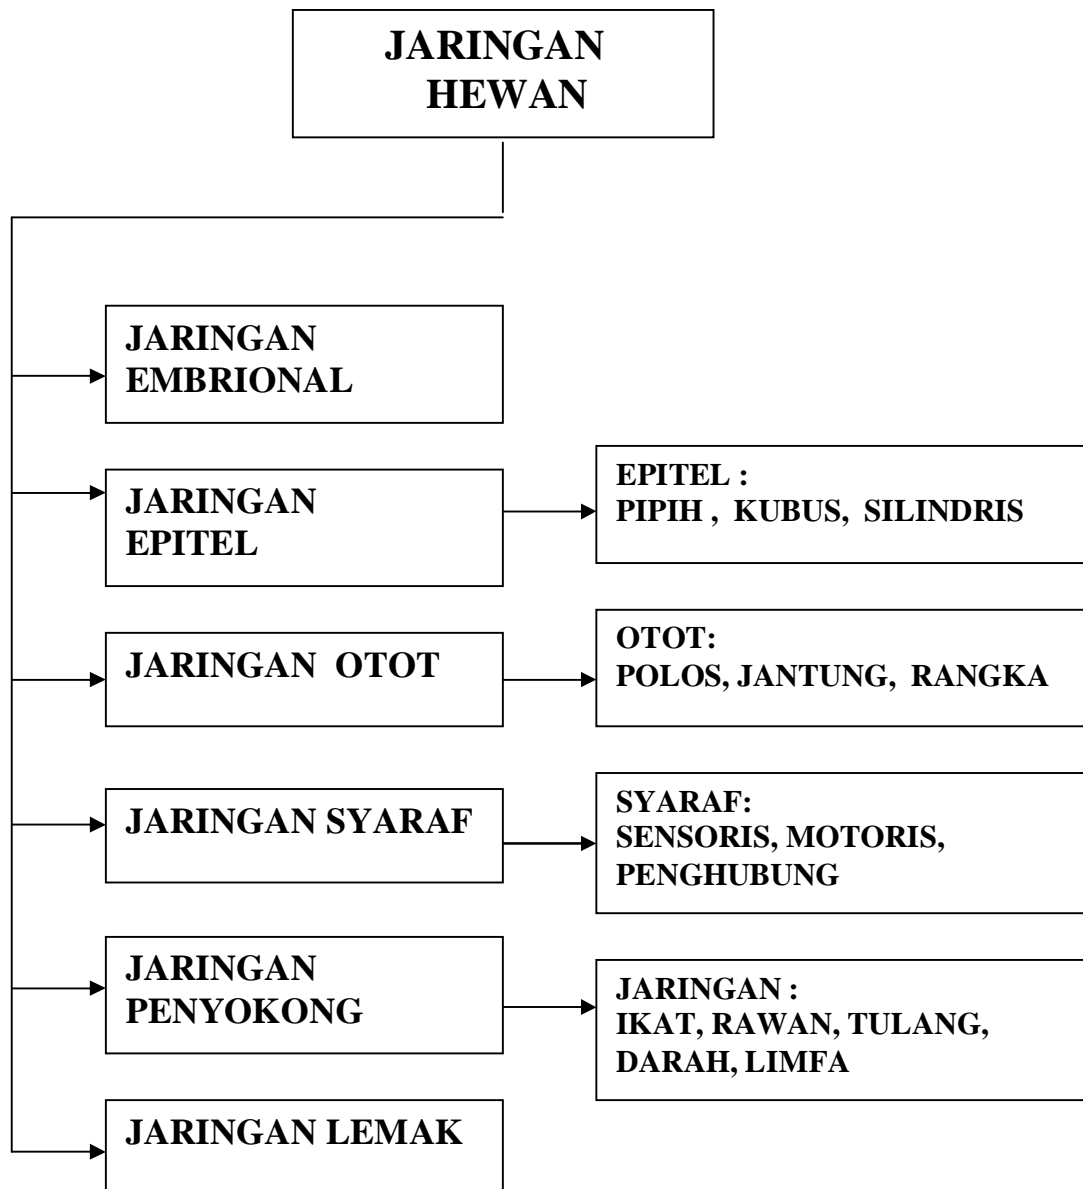 JARINGAN
HEWAN
JARINGAN
EMBRIONAL
JARINGAN
EPITEL
EPITEL :
PIPIH , KUBUS, SILINDRIS
JARINGAN OTOT
OTOT:
POLOS, JANTUNG, RANGKA
JARINGAN SYARAF
SYARAF:
SENSORIS, MOTORIS,
PENGHUBUNG
JARINGAN
PENYOKONG
JARINGAN :
IKAT, RAWAN, TULANG,
DARAH, LIMFA
JARINGAN LEMAK